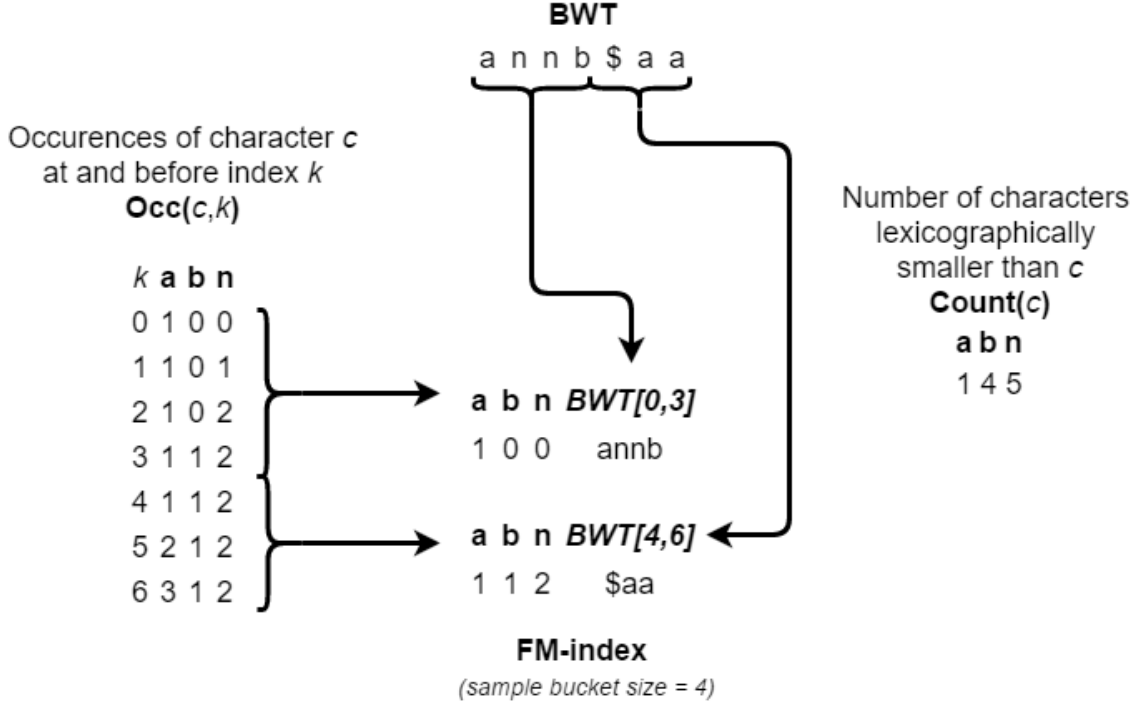 BWT
a n n b $ a a
Occurences of character c
at and before index k
Occ(c,k)
k a b n
0 1 0 0
1 1 0 1
2 1 0 2
3 1 1 2
4 1 1 2
5 2 1 2
6 3 1 2
a b n BWT[0,3]
1 0 0 annb
a b n BWT[4,6]
1 1 2 $aa
FM-index
(sample bucket size = 4)
Number of characters
lexicographically
smaller than c
Count(c)
a b n
1 4 5